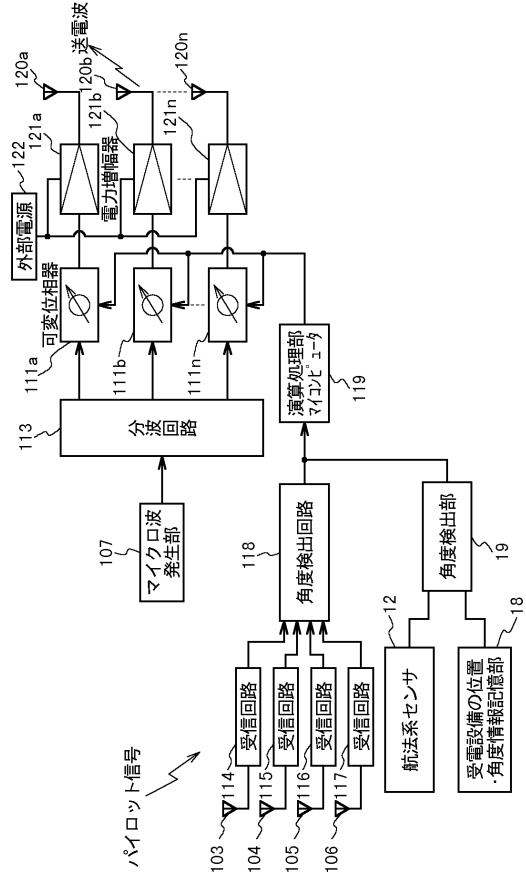 パイロット信号
103
104
105
106
114
115
116
117
受信回路
受信回路
受信回路
受信回路
118
角度検出回路
12
航法系センサ
受電設備の位置
・角度情報記憶部
18
角度検出部
19
演算処理部
マイコンピュータ
119
107
マイクロ波
発生部
113
分波回路
111a
111b
111n
可変位相器
外部電源
122
121a
121b
121n
電力増幅器
120a
120b
120n
送電波